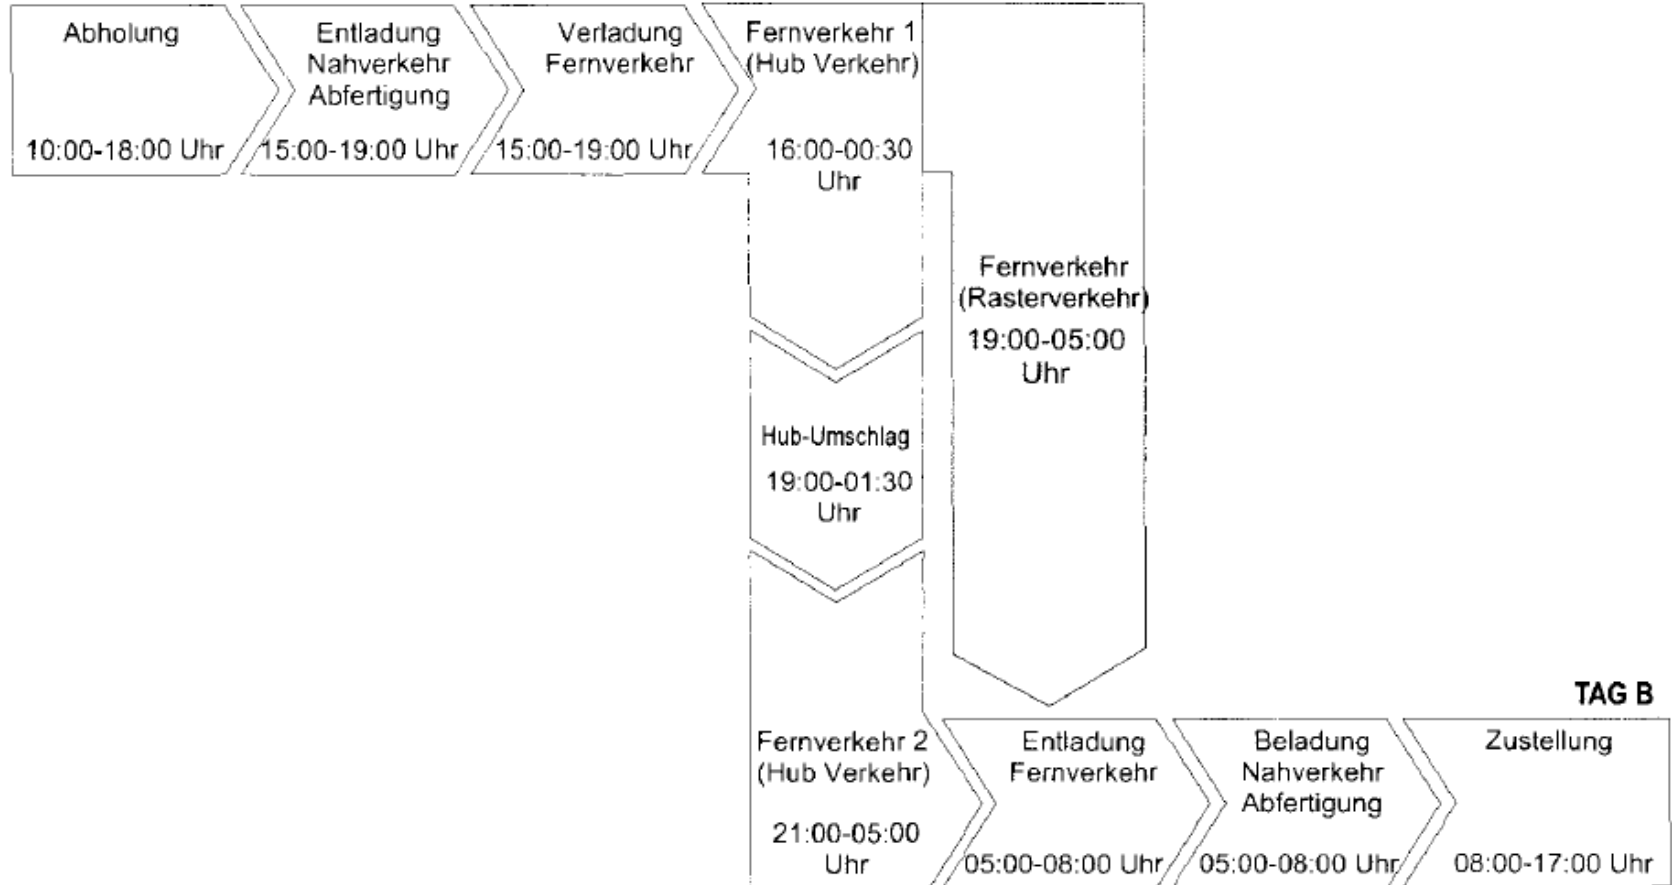 Abholung
10:00-18:00 Uhr
Entladung
Nahverkehr
Abfertigung
15:00-19:00 Uhr
Verladung
Fernverkehr
15:00-19:00 Uhr
Fernverkehr 1
(Hub Verkehr)
16:00-00:30
Uhr
Fernverkehr
(Rasterverkehr)
19:00-05:00
Uhr
Hub-Umschlag
19:00-01:30
Uhr
TAG B
Fernverkehr 2
(Hub Verkehr)
21:00-05:00
Uhr
Entladung
Fernverkehr
05:00-08:00 Uhr
Beladung
Nahverkehr
Abfertigung
05:00-08:00 Uhr
Zustellung
08:00-17:00 Uhr